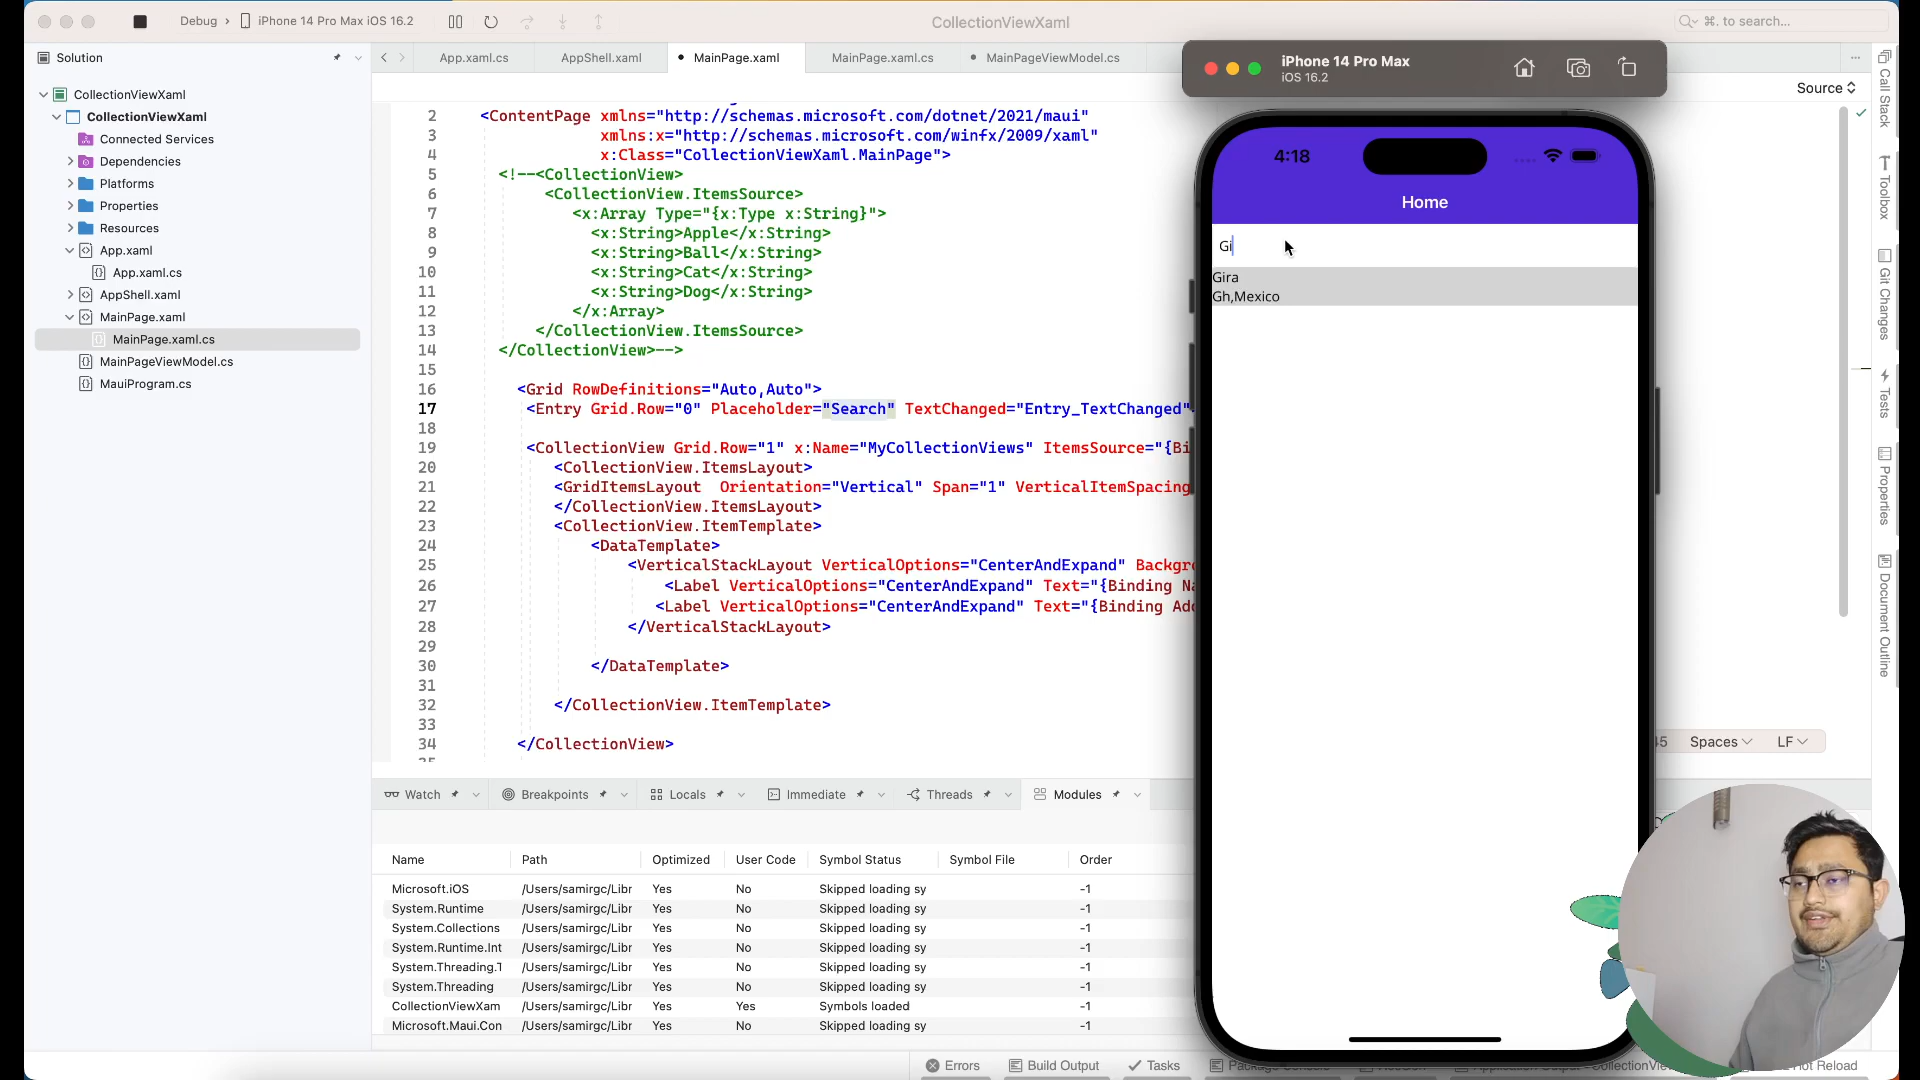 Debug › iPhone 14 Pro Max iOS 16.2
CollectionViewXaml
⌘. to search...
Solution
App.xaml.cs
AppShell.xaml
MainPage.xaml
MainPage.xaml.cs
MainPageViewModel.cs
Source
CollectionViewXaml
CollectionViewXaml
Connected Services
Dependencies
Platforms
Properties
Resources
App.xaml
App.xaml.cs
AppShell.xaml
MainPage.xaml
MainPage.xaml.cs
MainPageViewModel.cs
MauiProgram.cs
2 <ContentPage xmlns="http://schemas.microsoft.com/dotnet/2021/maui"
3 xmlns:x="http://schemas.microsoft.com/winfx/2009/xaml"
4 x:Class="CollectionViewXaml.MainPage">
5 <!--<CollectionView>
6 <CollectionView.ItemsSource>
7 <x:Array Type="{x:Type x:String}">
8 <x:String>Apple</x:String>
9 <x:String>Ball</x:String>
10 <x:String>Cat</x:String>
11 <x:String>Dog</x:String>
12 </x:Array>
13 </CollectionView.ItemsSource>
14 </CollectionView>-->
15
16 <Grid RowDefinitions="Auto,Auto">
17 <Entry Grid.Row="0" Placeholder="Search" TextChanged="Entry_TextChanged"
18
19 <CollectionView Grid.Row="1" x:Name="MyCollectionViews" ItemsSource="{Bi
20 <CollectionView.ItemsLayout>
21 <GridItemsLayout Orientation="Vertical" Span="1" VerticalItemSpacing
22 </CollectionView.ItemsLayout>
23 <CollectionView.ItemTemplate>
24 <DataTemplate>
25 <VerticalStackLayout VerticalOptions="CenterAndExpand" Backgro
26 <Label VerticalOptions="CenterAndExpand" Text="{Binding Na
27 <Label VerticalOptions="CenterAndExpand" Text="{Binding Add
28 </VerticalStackLayout>
29
30 </DataTemplate>
31
32 </CollectionView.ItemTemplate>
33
34 </CollectionView>
iPhone 14 Pro Max
iOS 16.2
4:18
Home
Gi
Gira
Gh,Mexico
Call Stack
Toolbox
Git Changes
Tests
Properties
Document Outline
Spaces
LF
Watch
Breakpoints
Locals
Immediate
Threads
Modules
Name Path Optimized User Code Symbol Status Symbol File Order
Microsoft.iOS /Users/samirgc/Libr Yes No Skipped loading sy -1
System.Runtime /Users/samirgc/Libr Yes No Skipped loading sy -1
System.Collections /Users/samirgc/Libr Yes No Skipped loading sy -1
System.Runtime.Int /Users/samirgc/Libr Yes No Skipped loading sy -1
System.Threading.T /Users/samirgc/Libr Yes No Skipped loading sy -1
System.Threading /Users/samirgc/Libr Yes No Skipped loading sy -1
CollectionViewXam /Users/samirgc/Libr Yes Yes Symbols loaded -1
Microsoft.Maui.Con /Users/samirgc/Libr Yes No Skipped loading sy -1
Errors
Build Output
Tasks
Hot Reload